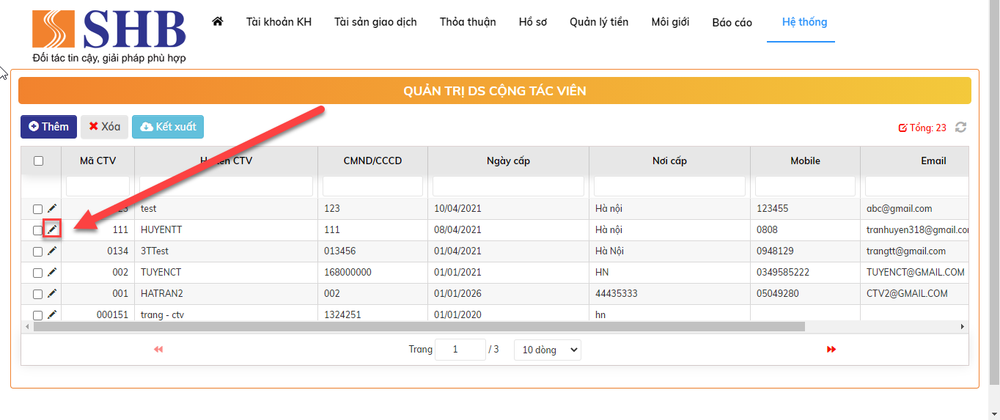 SHB
Đối tác tin cậy, giải pháp phù hợp
Tài khoản KH Tài sản giao dịch Thỏa thuận Hồ sơ Quản lý tiền Môi giới Báo cáo Hệ thống
QUẢN TRỊ DS CỘNG TÁC VIÊN
Thêm Xóa Kết xuất Tổng: 23
Mã CTV CTV CMND/CCCD Ngày cấp Nơi cấp Mobile Email
test 123 10/04/2021 Hà nội 123455 abc@gmail.com
111 HUYENTT 111 08/04/2021 Hà nội 0808 tranhuyen318@gmail.co
0134 3TTest 013456 01/04/2021 Hà Nội 0948129 trangtt@gmail.com
002 TUYENCT 168000000 01/01/2021 HN 0349585222 TUYENCT@GMAIL.COM
001 HATRAN2 002 01/01/2026 44435333 05049280 CTV2@GMAIL.COM
000151 trang - ctv 1324251 01/01/2020 hn
Trang 1 / 3 10 dòng